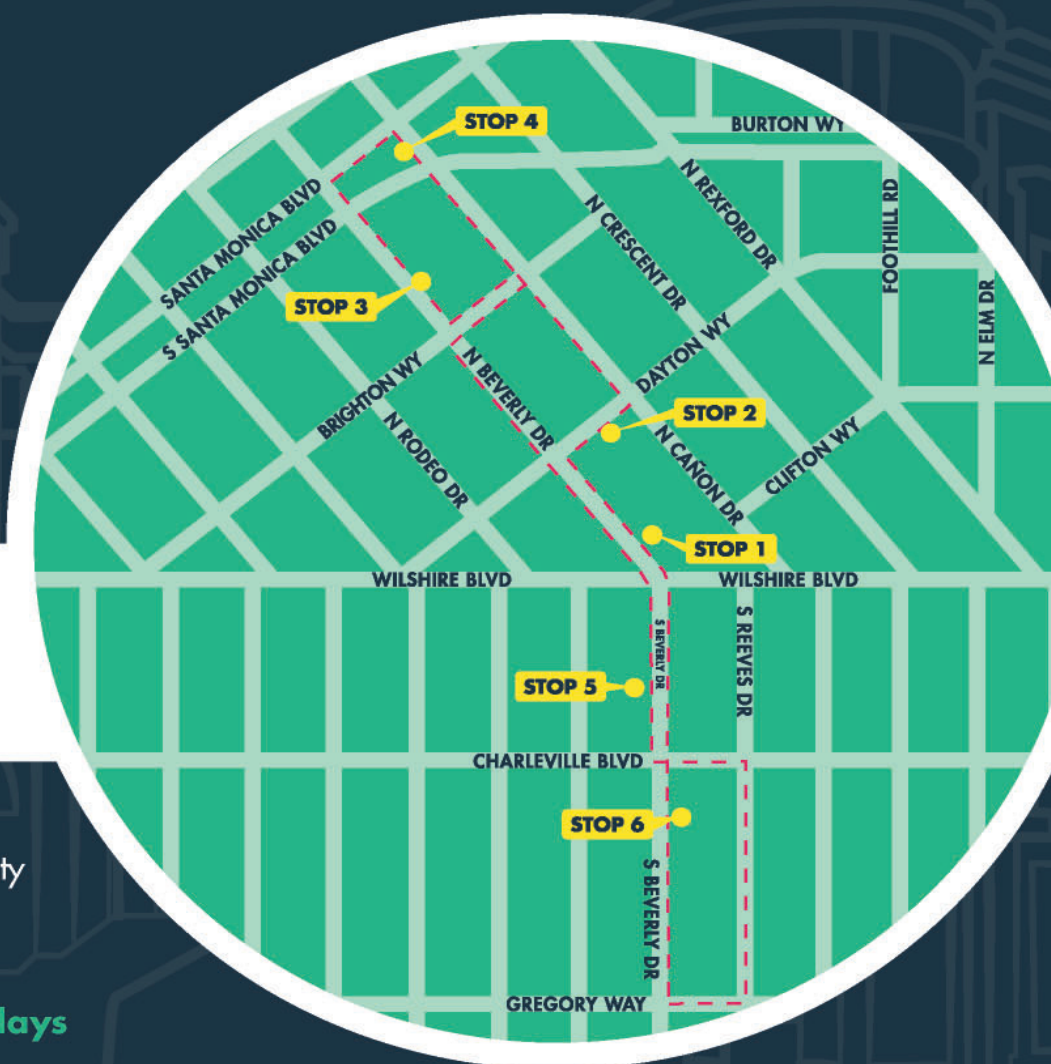 STOP 4
BURTON WY
N REXFORD DR
FOOTHILL RD
N CRESCENT DR
SANTA MONICA BLVD
S SANTA MONICA BLVD
STOP 3
N ELM DR
DAYTON WY
BRIGHTON WY
N BEVERLY DR
N RODEO DR
STOP 2
N CAÑON DR
CLIFTON WY
STOP 1
WILSHIRE BLVD
WILSHIRE BLVD
S BEVERLY DR
S REEVES DR
STOP 5
CHARLEVILLE BLVD
STOP 6
S BEVERLY DR
GREGORY WAY